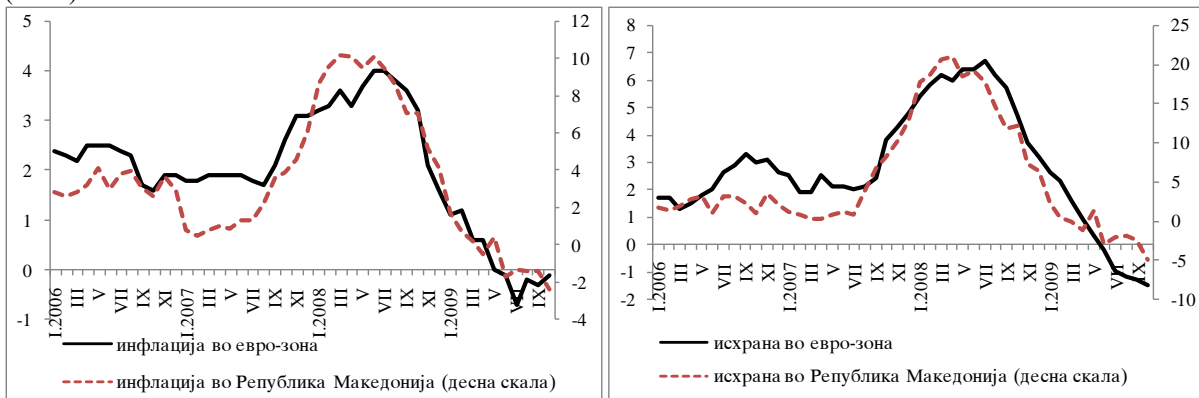 5
4
3
2
1
0
-1
12
10
8
6
4
2
0
-2
-4
I.2006
III
V
VII
IX
XI
I.2007
III
V
VII
IX
XI
I.2008
III
V
VII
IX
XI
I.2009
III
V
VII
IX
инфлација во евро-зона
инфлација во Република Македонија (десна скала)
8
7
6
5
4
3
2
1
0
-1
-2
25
20
15
10
5
0
-5
-10
I.2006
III
V
VII
IX
XI
I.2007
III
V
VII
IX
XI
I.2008
III
V
VII
IX
XI
I.2009
III
V
VII
IX
исхрана во евро-зона
исхрана во Република Македонија (десна скала)